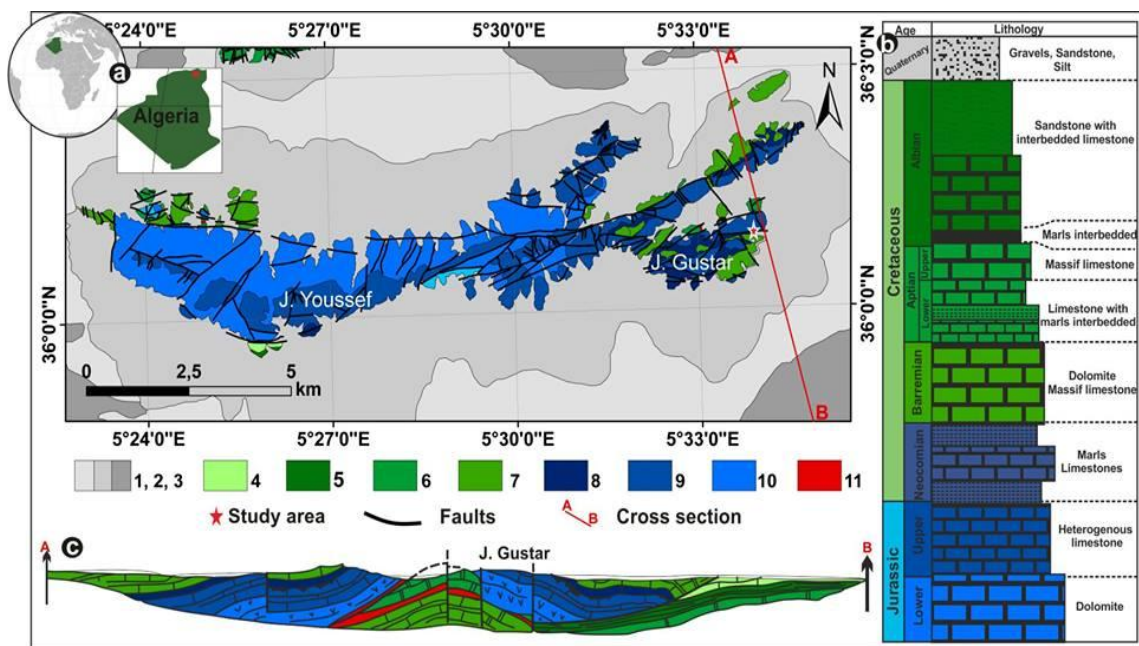 5°24'0"E 5°27'0"E 5°30'0"E 5°33'0"E
a
Algeria
A
N
36°3'0"N
36°3'0"N
36°0'0"N
36°0'0"N
J. Youssef
J. Gustar
0 2,5 5
km
B
5°24'0"E 5°27'0"E 5°30'0"E 5°33'0"E
1, 2, 3 4 5 6 7 8 9 10 11
Study area Faults A B Cross section
c
A J. Gustar B
b
Age Lithology
Quaternary Gravels, Sandstone,
Silt
Cretaceous
Albian
Sandstone with
interbedded limestone
Marls interbedded
Aptian
Upper
Massif limestone
Lower
Limestone with
marls interbedded
Barremian
Dolomite
Massif limestone
Neocomian
Marls
Limestones
Jurassic
Upper
Heterogenous
limestone
Lower
Dolomite